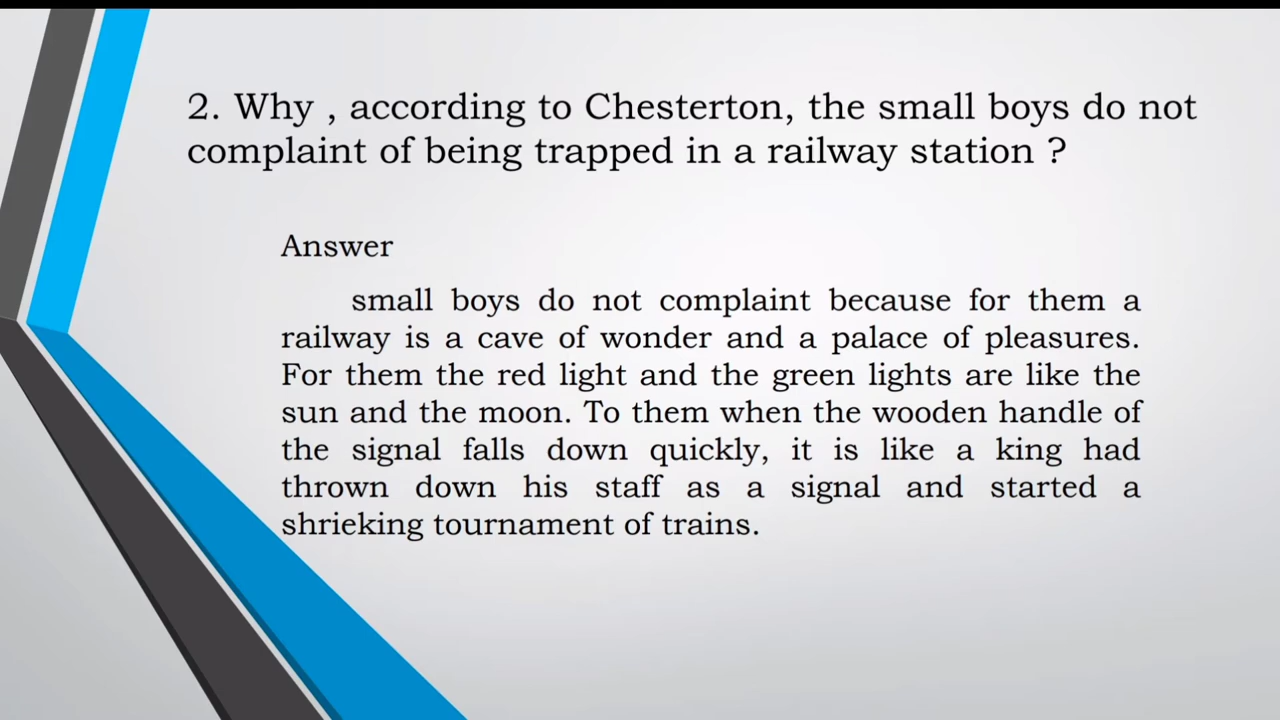 2. Why , according to Chesterton, the small boys do not
complaint of being trapped in a railway station ?
Answer
small boys do not complaint because for them a
railway is a cave of wonder and a palace of pleasures.
For them the red light and the green lights are like the
sun and the moon. To them when the wooden handle of
the signal falls down quickly, it is like a king had
thrown down his staff as a signal and started a
shrieking tournament of trains.